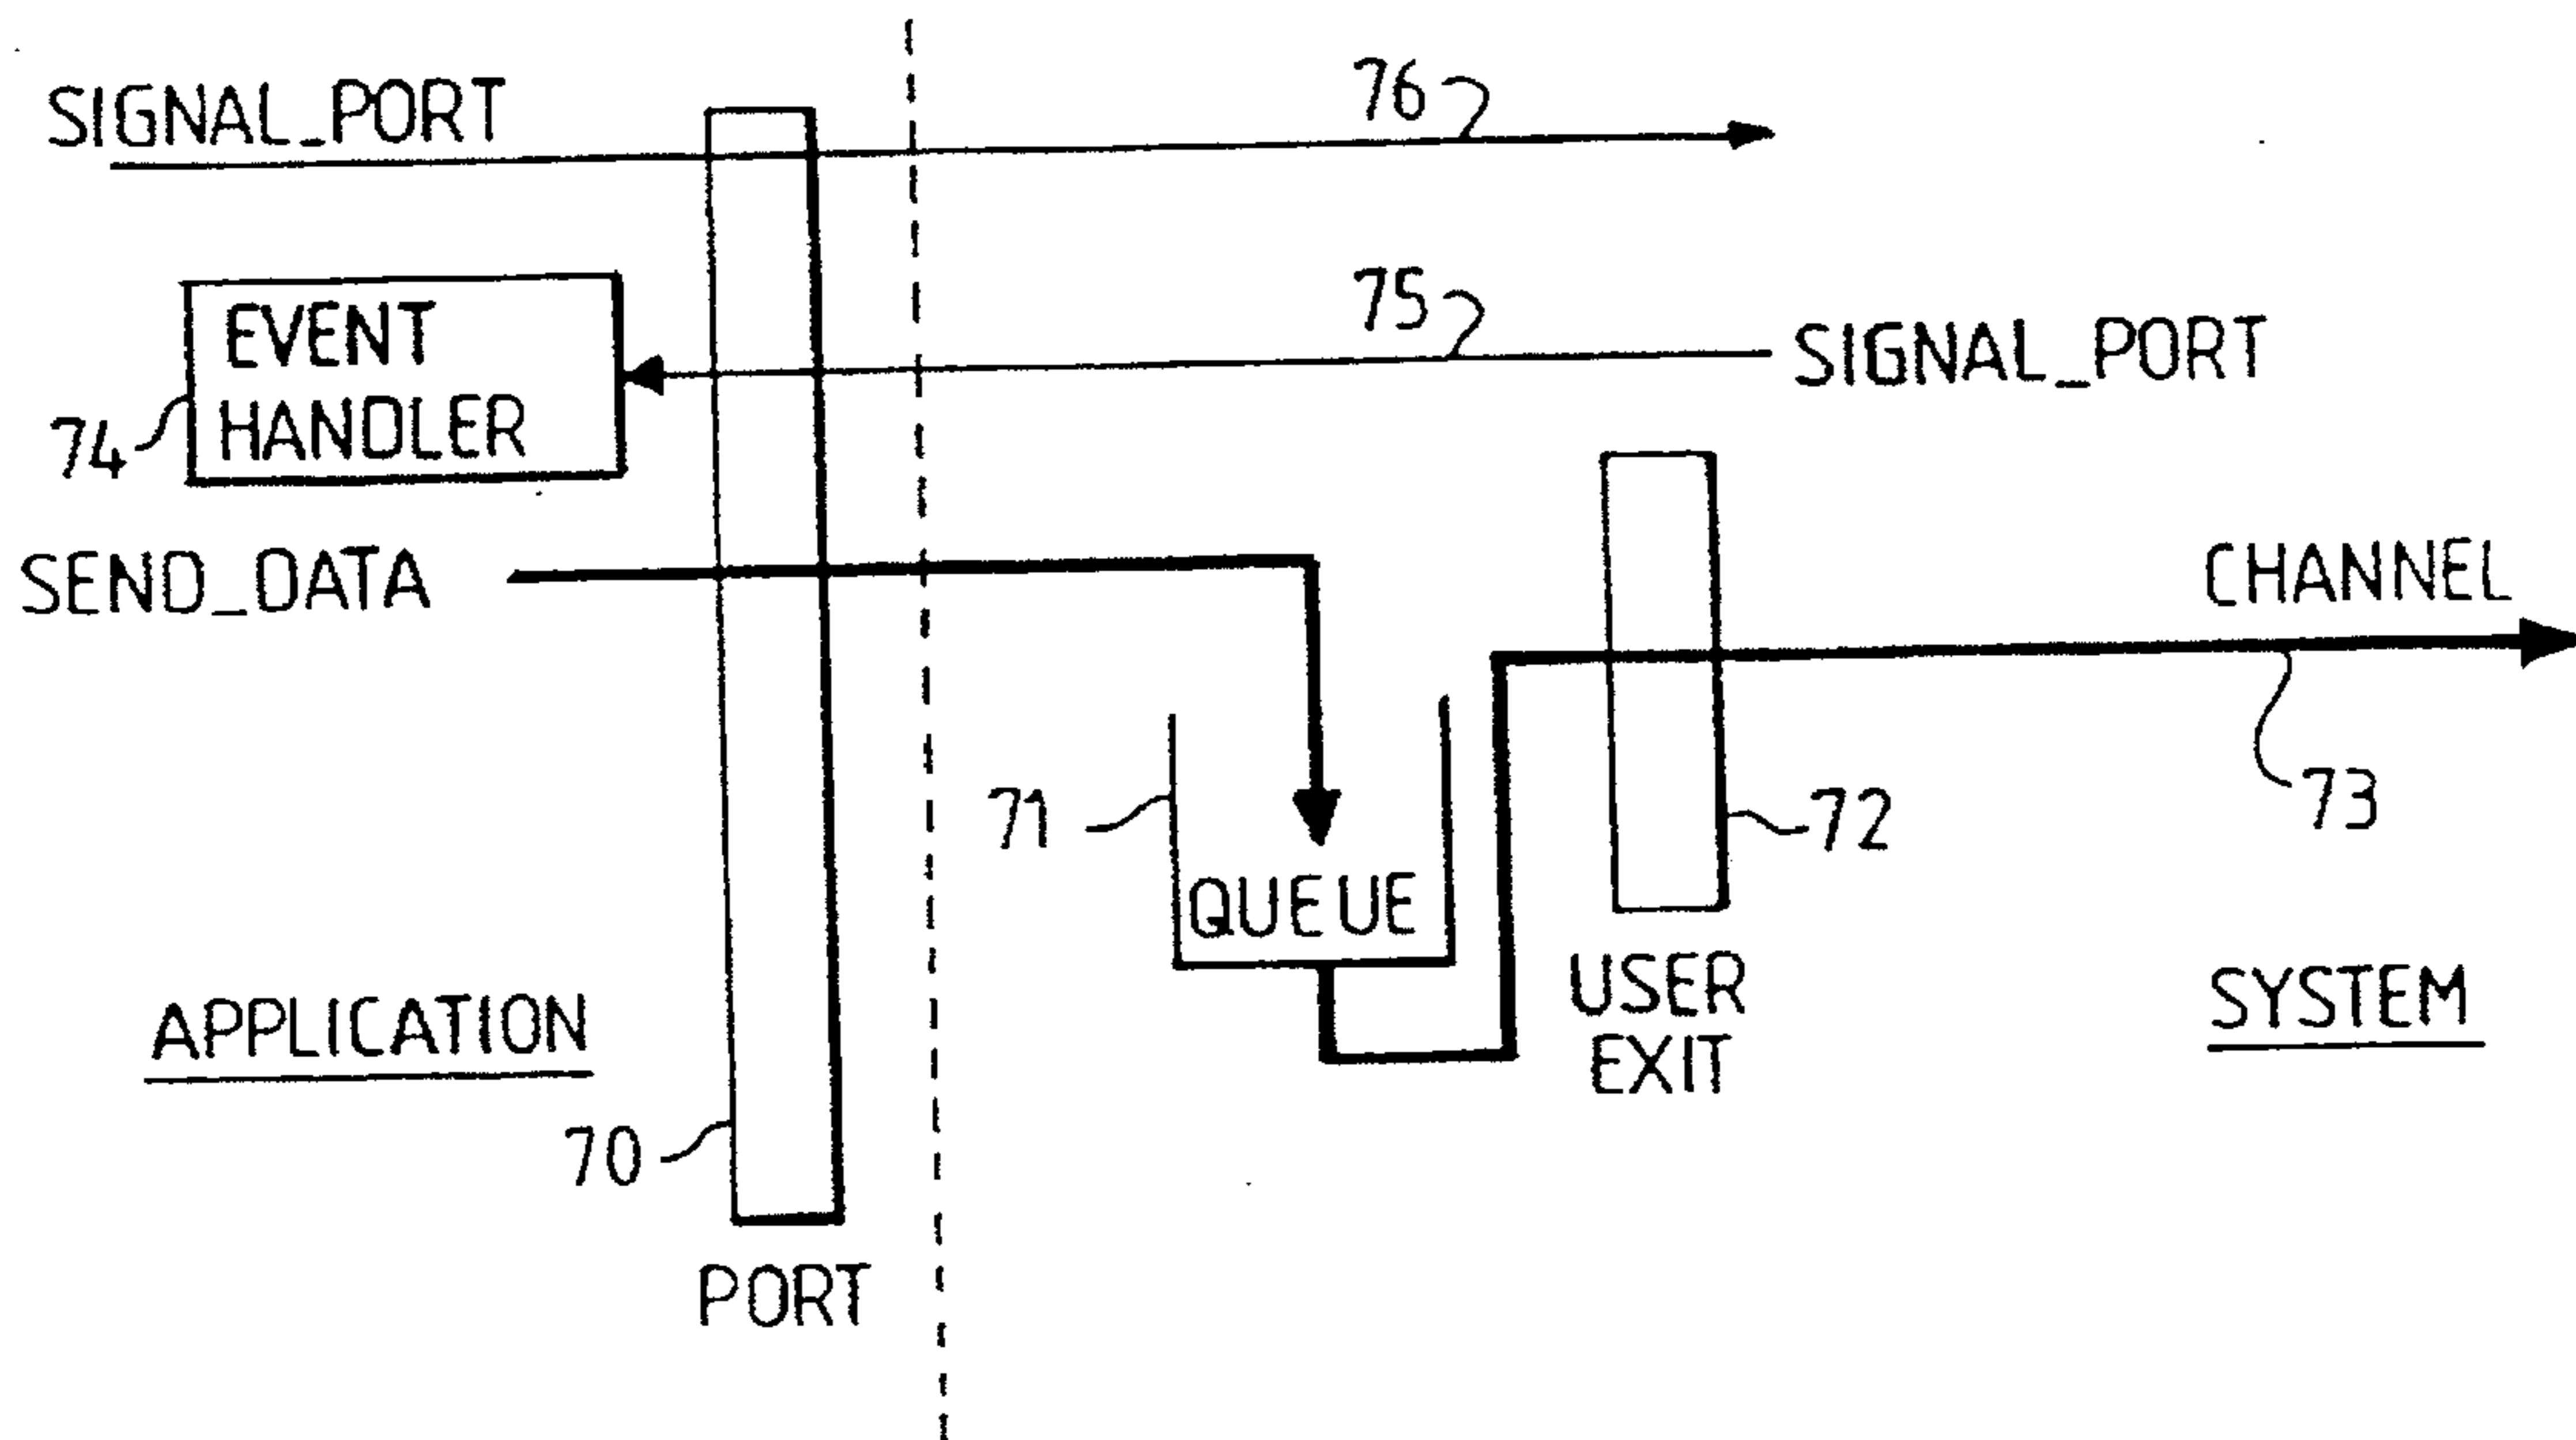 SIGNAL_PORT
76
75
EVENT
HANDLER
SIGNAL_PORT
74
SEND_DATA
CHANNEL
71
72
73
QUEUE
USER
EXIT
APPLICATION
SYSTEM
70
PORT